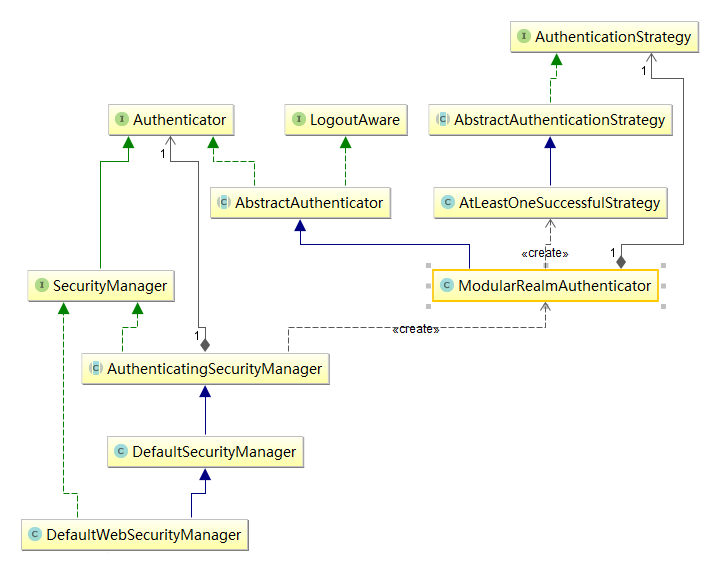 I AuthenticationStrategy
1
I Authenticator
I LogoutAware
C AbstractAuthenticationStrategy
1
C AbstractAuthenticator
C AtLeastOneSuccessfulStrategy
«create»
1
I SecurityManager
C ModularRealmAuthenticator
«create»
1
C AuthenticatingSecurityManager
C DefaultSecurityManager
C DefaultWebSecurityManager